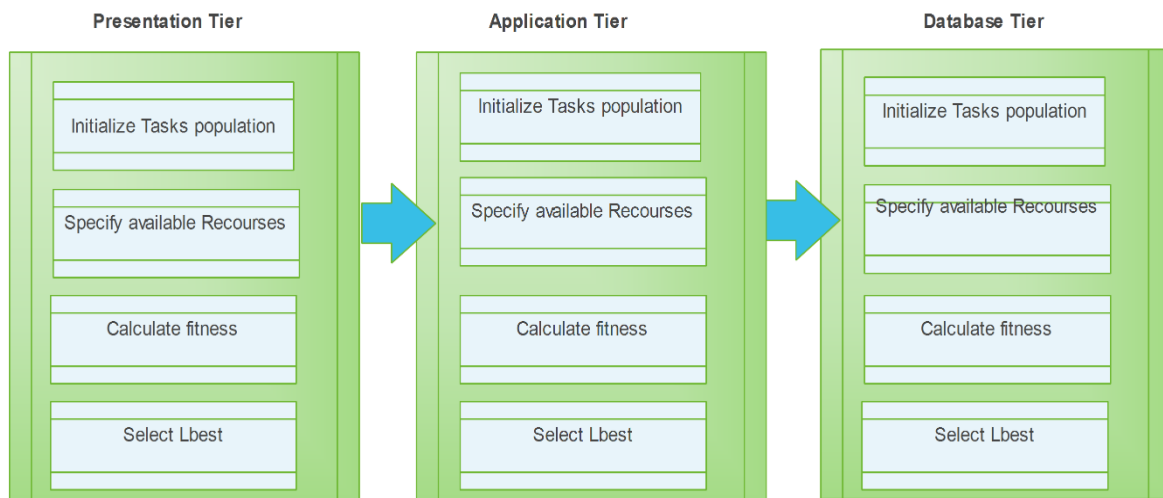 Presentation Tier
Initialize Tasks population
Specify available Recourses
Calculate fitness
Select Lbest
Application Tier
Initialize Tasks population
Specify available Recourses
Calculate fitness
Select Lbest
Database Tier
Initialize Tasks population
Specify available Recourses
Calculate fitness
Select Lbest